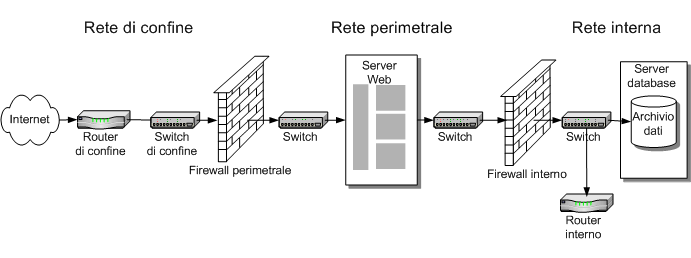 Rete di confine
Rete perimetrale
Rete interna
Internet
Router
di confine
Switch
di confine
Firewall perimetrale
Switch
Server
Web
Switch
Firewall interno
Switch
Server
database
Archivio
dati
Router
interno